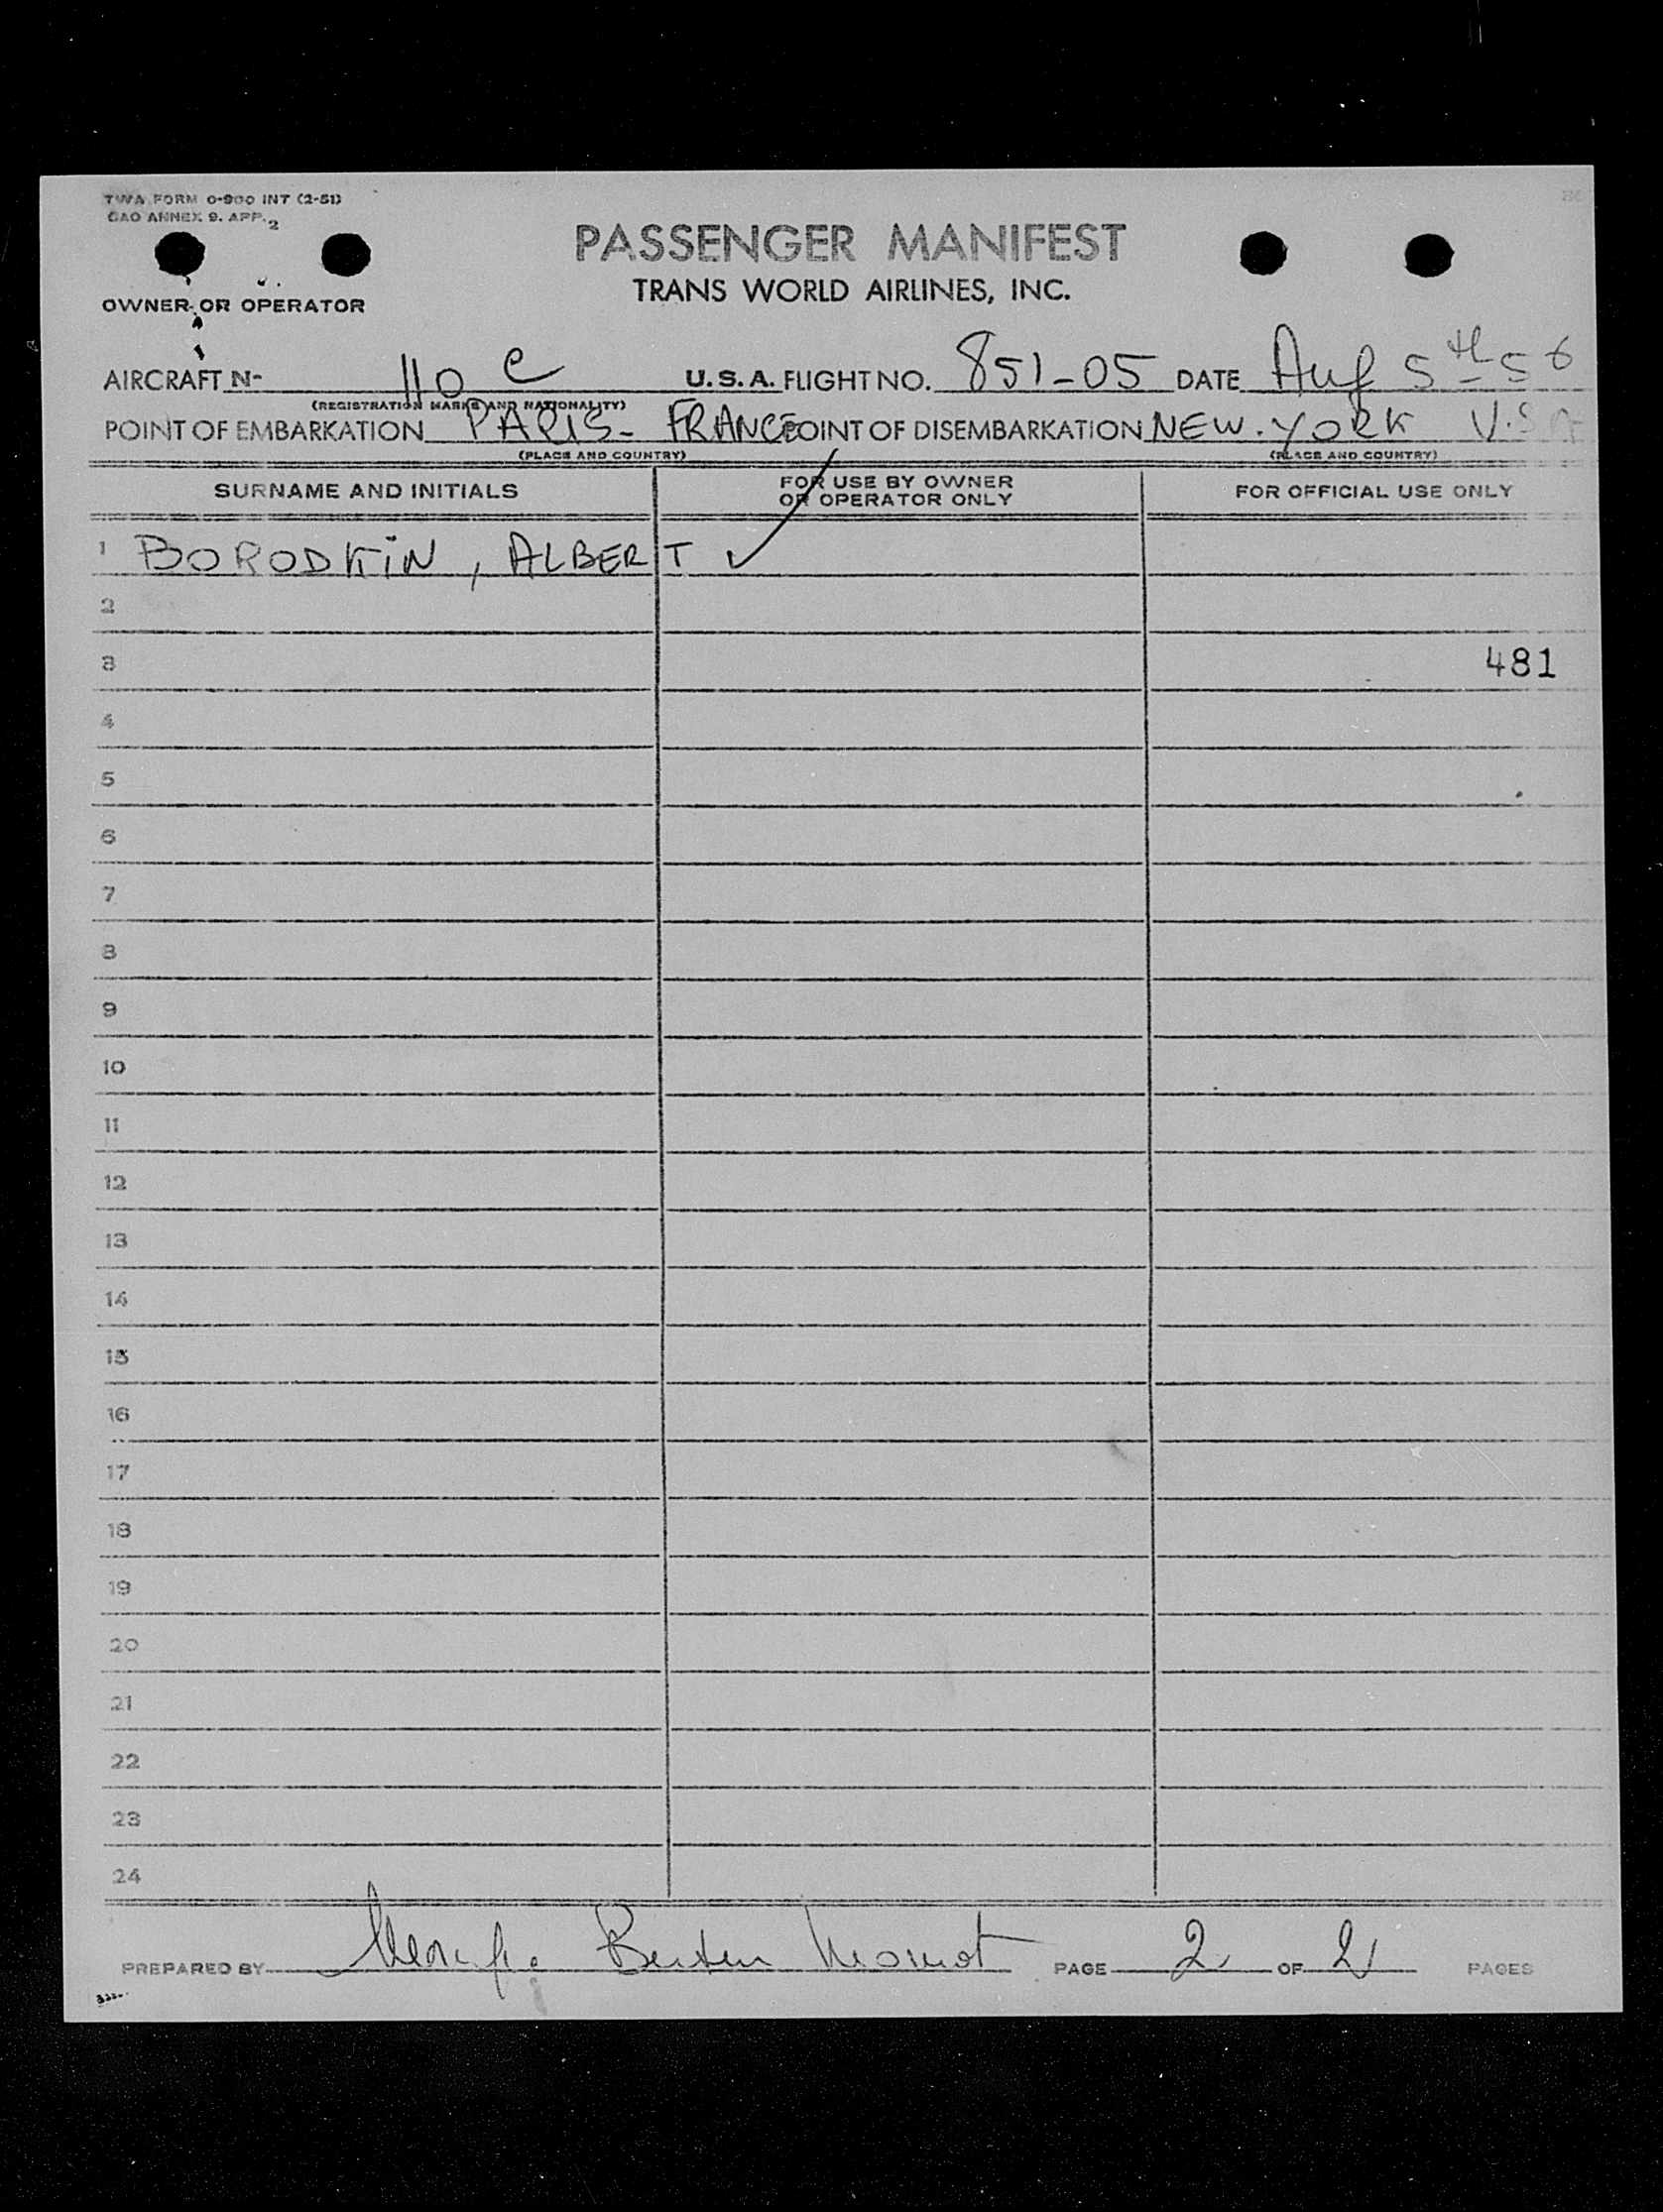 TWA FORM 0-900 INT (2-51)
CAO ANNEX 9. APP. 2
PASSENGER MANIFEST
TRANS WORLD AIRLINES, INC.
OWNER OR OPERATOR
AIRCRAFT N- 110 C U.S.A. FLIGHT NO. 851-05 DATE Aug 5th 56
(REGISTRATION MARKS AND NATIONALITY)
POINT OF EMBARKATION PARIS - FRANCE POINT OF DISEMBARKATION NEW.YORK U.S.A
(PLACE AND COUNTRY) (PLACE AND COUNTRY)
SURNAME AND INITIALS FOR USE BY OWNER OR OPERATOR ONLY FOR OFFICIAL USE ONLY
1 BORODKIN, ALBERT ✓
2
3 481
4
5
6
7
8
9
10
11
12
13
14
15
16
17
18
19
20
21
22
23
24
PREPARED BY PAGE 2 OF 2 PAGES